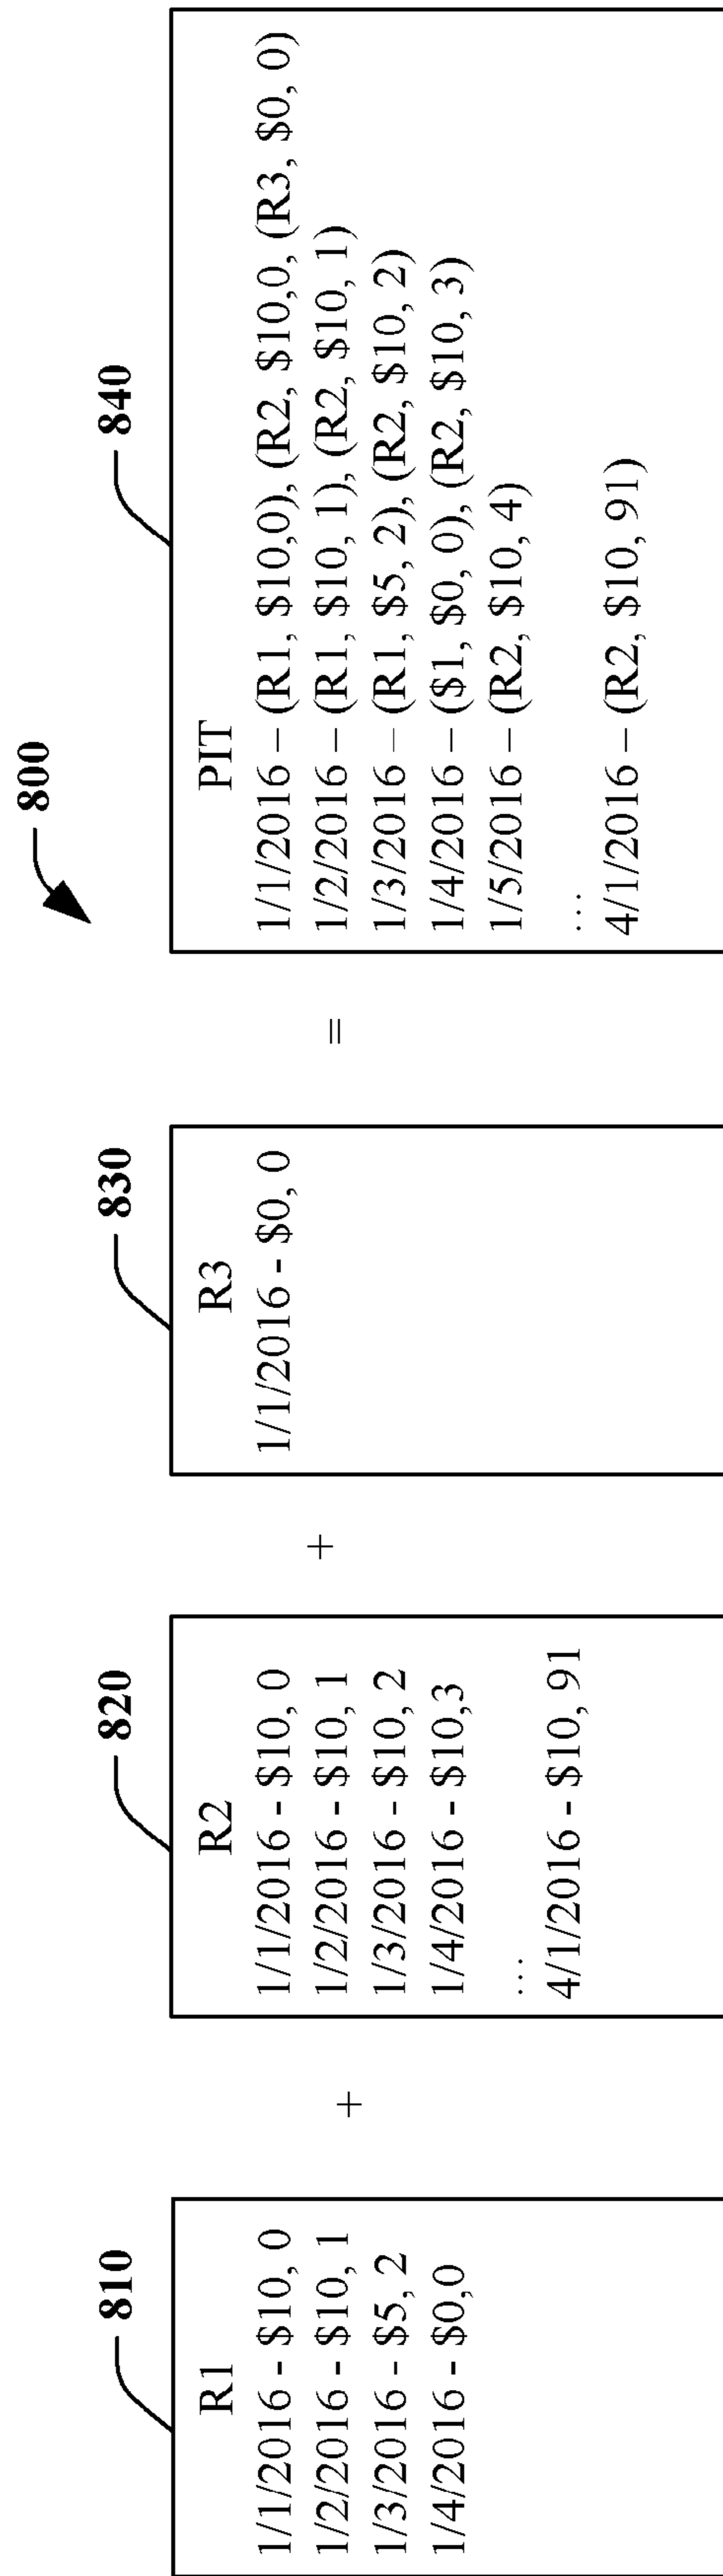 800
810
R1
1/1/2016 - $10, 0
1/2/2016 - $10, 1
1/3/2016 - $5, 2
1/4/2016 - $0,0
+
820
R2
1/1/2016 - $10, 0
1/2/2016 - $10, 1
1/3/2016 - $10, 2
1/4/2016 - $10,3
…
4/1/2016 - $10, 91
+
830
R3
1/1/2016 - $0, 0
=
840
PIT
1/1/2016 – (R1, $10,0), (R2, $10,0, (R3, $0, 0)
1/2/2016 – (R1, $10, 1), (R2, $10, 1)
1/3/2016 – (R1, $5, 2), (R2, $10, 2)
1/4/2016 – ($1, $0, 0), (R2, $10, 3)
1/5/2016 – (R2, $10, 4)
…
4/1/2016 – (R2, $10, 91)